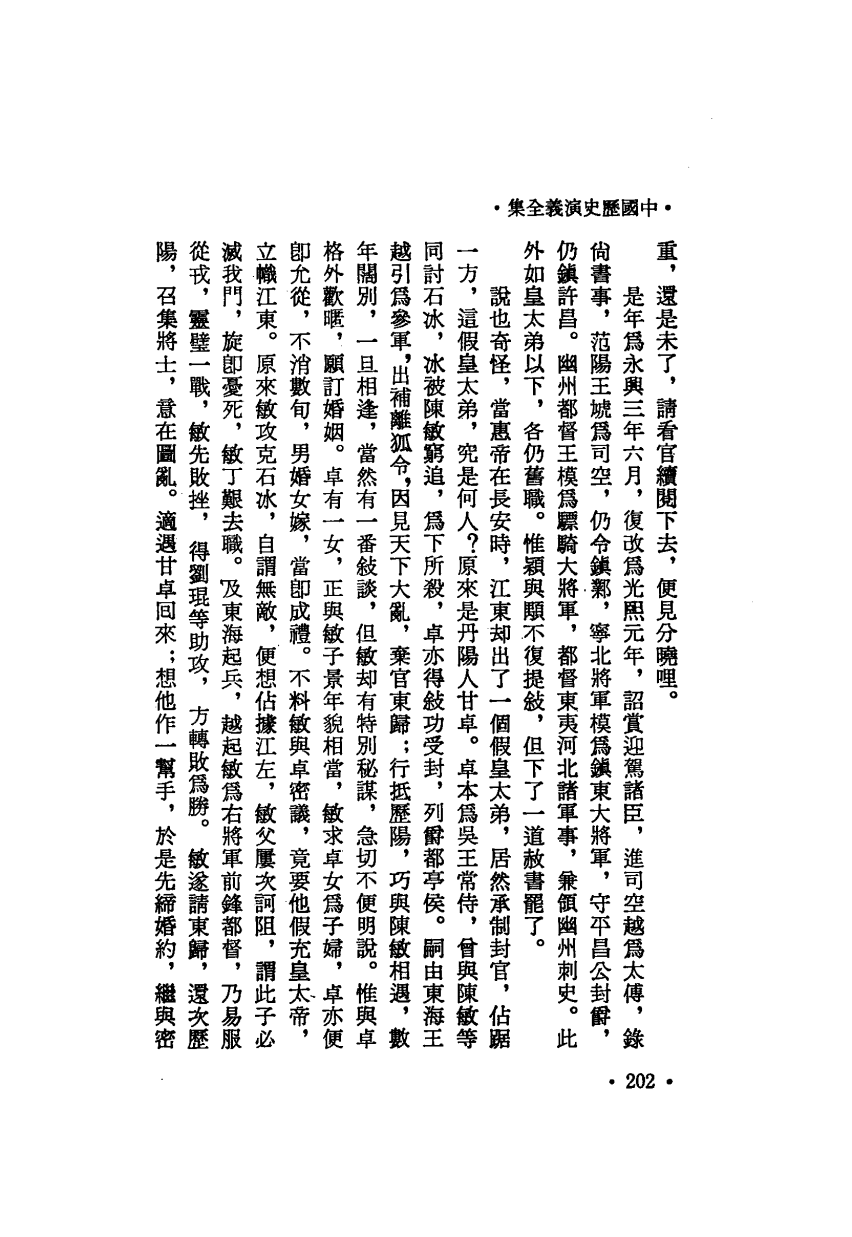 ·中國歷史演義全集·
重，還是未了，請看官續閱下去，便見分曉哩。
是年為永興三年六月，復改為光熙元年，詔賞迎駕諸臣，進司空越為太傅，錄
尙書事，范陽王虓為司空，仍令鎮鄴，寧北將軍模為鎮東大將軍，守平昌公封爵，
仍鎮許昌。幽州都督王模為驃騎大將軍，都督東夷河北諸軍事，兼領幽州刺史。此
外如皇太弟以下，各仍舊職。惟穎與顒不復提敍，但下了一道赦書罷了。
說也奇怪，當惠帝在長安時，江東却出了一個假皇太弟，居然承制封官，佔踞
一方，這假皇太弟，究是何人？原來是丹陽人甘卓。卓本為吳王常侍，曾與陳敏等
同討石冰，冰被陳敏窮追，為下所殺，卓亦得敍功受封，列爵都亭侯。嗣由東海王
越引為參軍，出補離狐令，因見天下大亂，棄官東歸；行抵歷陽，巧與陳敏相遇，數
年闊別，一旦相逢，當然有一番敍談，但敏却有特別秘謀，急切不便明說。惟與卓
格外歡暱，願訂婚姻。卓有一女，正與敏子景年貌相當，敏求卓女為子婦，卓亦便
卽允從，不消數旬，男婚女嫁，當卽成禮。不料敏與卓密議，竟要他假充皇太帝，
立幟江東。原來敏攻克石冰，自謂無敵，便想佔據江左，敏父屢次訶阻，謂此子必
滅我門，旋卽憂死，敏丁艱去職。及東海起兵，越起敏為右將軍前鋒都督，乃易服
從戎，靈璧一戰，敏先敗挫，得劉琨等助攻，方轉敗為勝。敏遂請東歸，還次歷
陽，召集將士，意在圖亂。適遇甘卓回來；想他作一幫手，於是先締婚約，繼與密
·202·